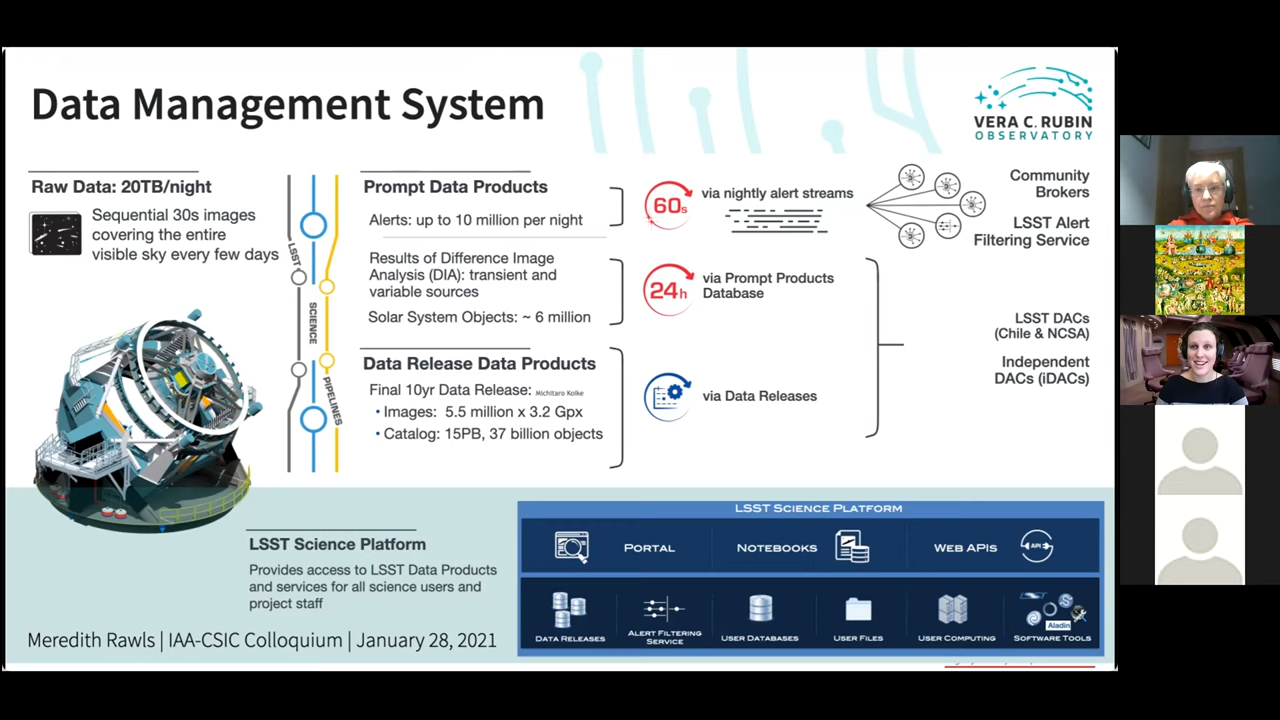 Data Management System
VERA C. RUBIN
OBSERVATORY
Raw Data: 20TB/night
Sequential 30s images
covering the entire
visible sky every few days
LSST
SCIENCE
PIPELINES
Prompt Data Products
Alerts: up to 10 million per night
Results of Difference Image
Analysis (DIA): transient and
variable sources
Solar System Objects: ~ 6 million
Data Release Data Products
Final 10yr Data Release: Michitaro Koike
• Images: 5.5 million x 3.2 Gpx
• Catalog: 15PB, 37 billion objects
60s
via nightly alert streams
24h
via Prompt Products
Database
via Data Releases
Community
Brokers
LSST Alert
Filtering Service
LSST DACs
(Chile & NCSA)
Independent
DACs (iDACs)
LSST Science Platform
Provides access to LSST Data Products
and services for all science users and
project staff
LSST SCIENCE PLATFORM
PORTAL
NOTEBOOKS
WEB APIS
API
DATA RELEASES
ALERT FILTERING
SERVICE
USER DATABASES
USER FILES
USER COMPUTING
Aladin
SOFTWARE TOOLS
Meredith Rawls | IAA-CSIC Colloquium | January 28, 2021